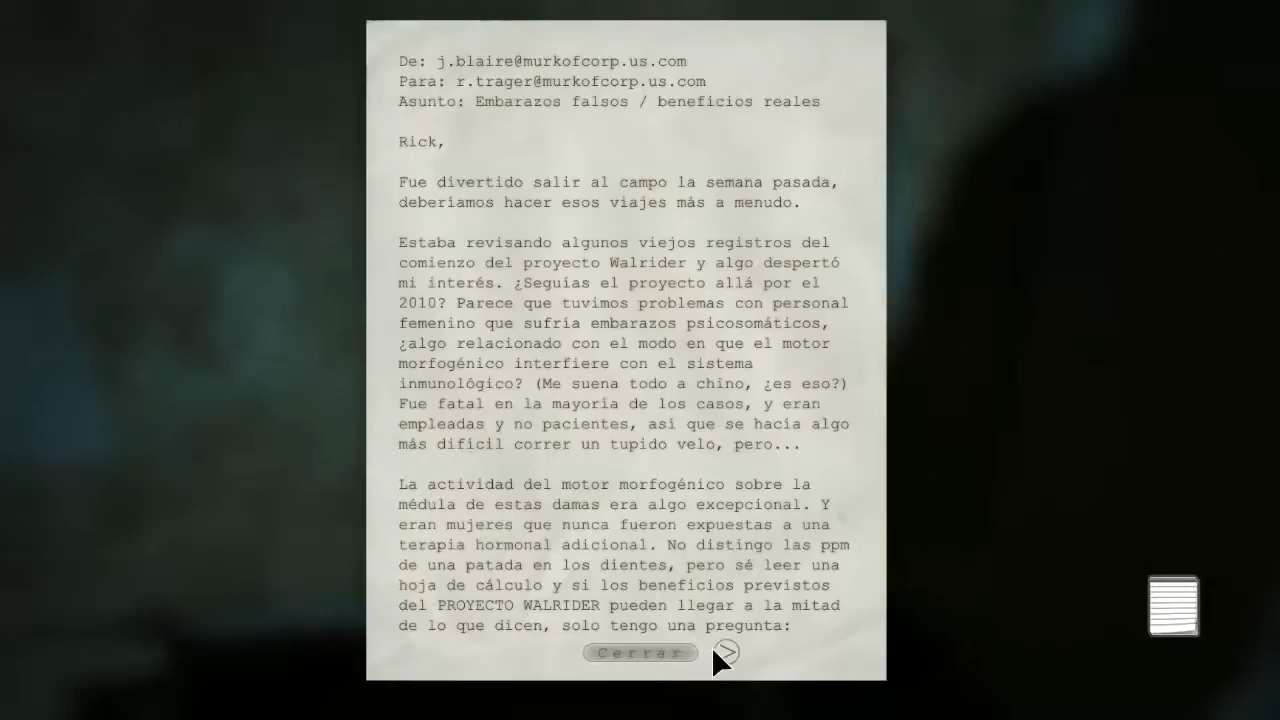 De: j.blaire@murkofcorp.us.com
Para: r.trager@murkofcorp.us.com
Asunto: Embarazos falsos / beneficios reales
Rick,
Fue divertido salir al campo la semana pasada,
deberíamos hacer esos viajes más a menudo.
Estaba revisando algunos viejos registros del
comienzo del proyecto Walrider y algo despertó
mi interés. ¿Seguías el proyecto allá por el
2010? Parece que tuvimos problemas con personal
femenino que sufría embarazos psicosomáticos,
¿algo relacionado con el modo en que el motor
morfogénico interfiere con el sistema
inmunológico? (Me suena todo a chino, ¿es eso?)
Fue fatal en la mayoría de los casos, y eran
empleadas y no pacientes, así que se hacía algo
más difícil correr un tupido velo, pero...
La actividad del motor morfogénico sobre la
médula de estas damas era algo excepcional. Y
eran mujeres que nunca fueron expuestas a una
terapia hormonal adicional. No distingo las ppm
de una patada en los dientes, pero sé leer una
hoja de cálculo y si los beneficios previstos
del PROYECTO WALRIDER pueden llegar a la mitad
de lo que dicen, solo tengo una pregunta:
Cerrar >